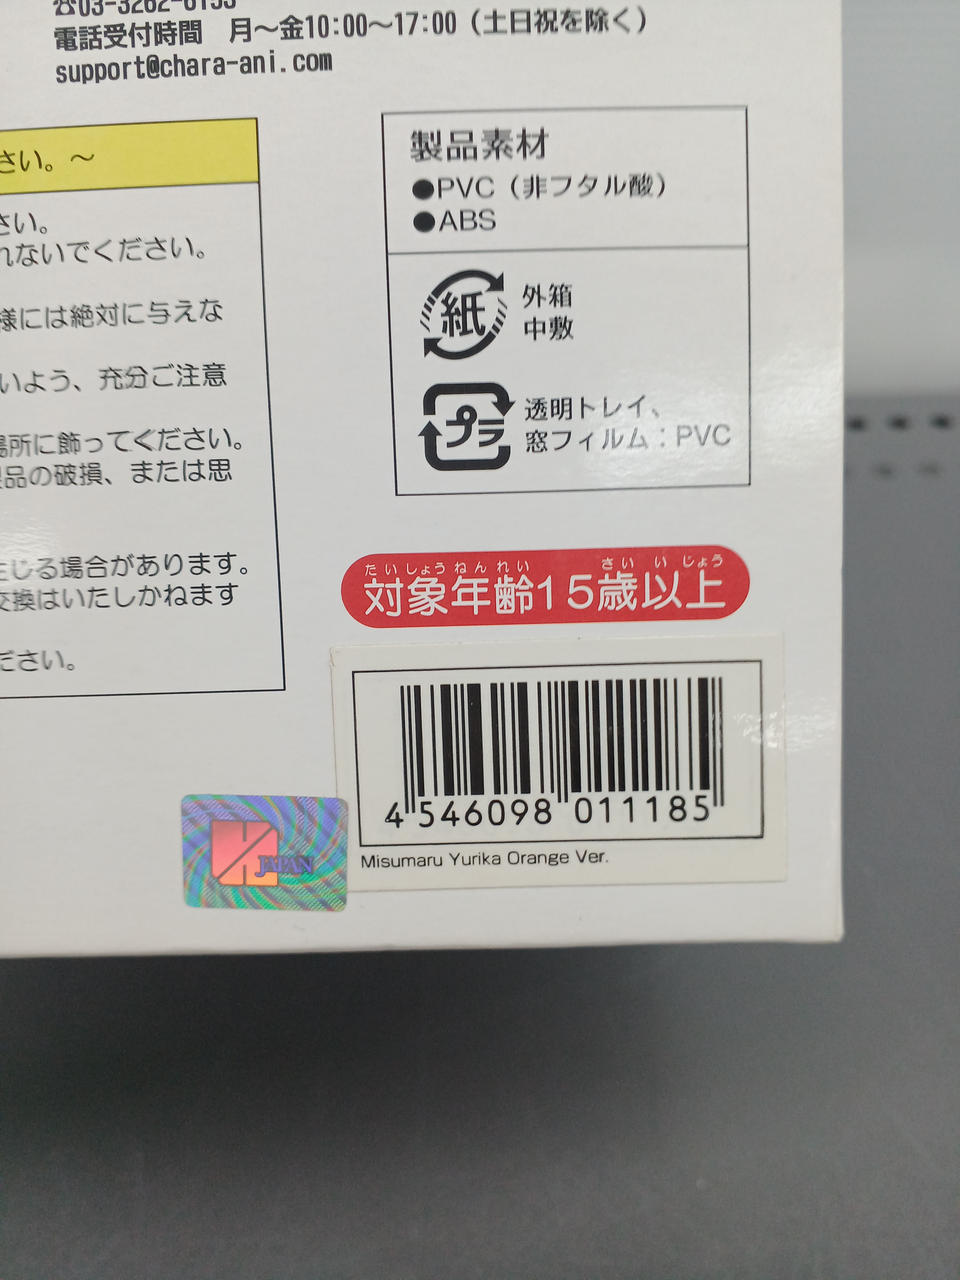 ☎03-3262-6153
電話受付時間 月～金10:00～17:00（土日祝を除く）
support@chara-ani.com
さい。～
さい。
れないでください。
様には絶対に与えな
いよう、充分ご注意
場所に飾ってください。
製品の破損、または思
生じる場合があります。
交換はいたしかねます
ださい。
製品素材
●PVC（非フタル酸）
●ABS
紙
外箱
中敷
プラ
透明トレイ、
窓フィルム：PVC
たいしょうねんれい さい いじょう
対象年齢15歳以上
4 546098 011185
Misumaru Yurika Orange Ver.
JAPAN